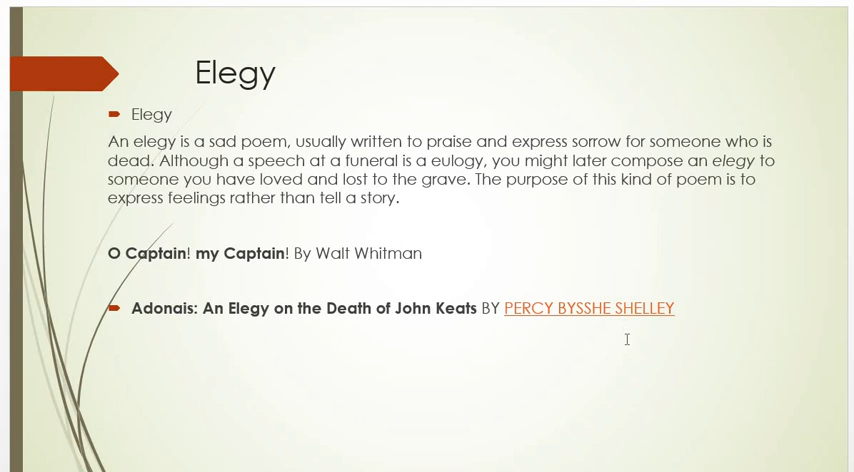 Elegy
Elegy
An elegy is a sad poem, usually written to praise and express sorrow for someone who is
dead. Although a speech at a funeral is a eulogy, you might later compose an elegy to
someone you have loved and lost to the grave. The purpose of this kind of poem is to
express feelings rather than tell a story.
O Captain! my Captain! By Walt Whitman
Adonais: An Elegy on the Death of John Keats BY PERCY BYSSHE SHELLEY